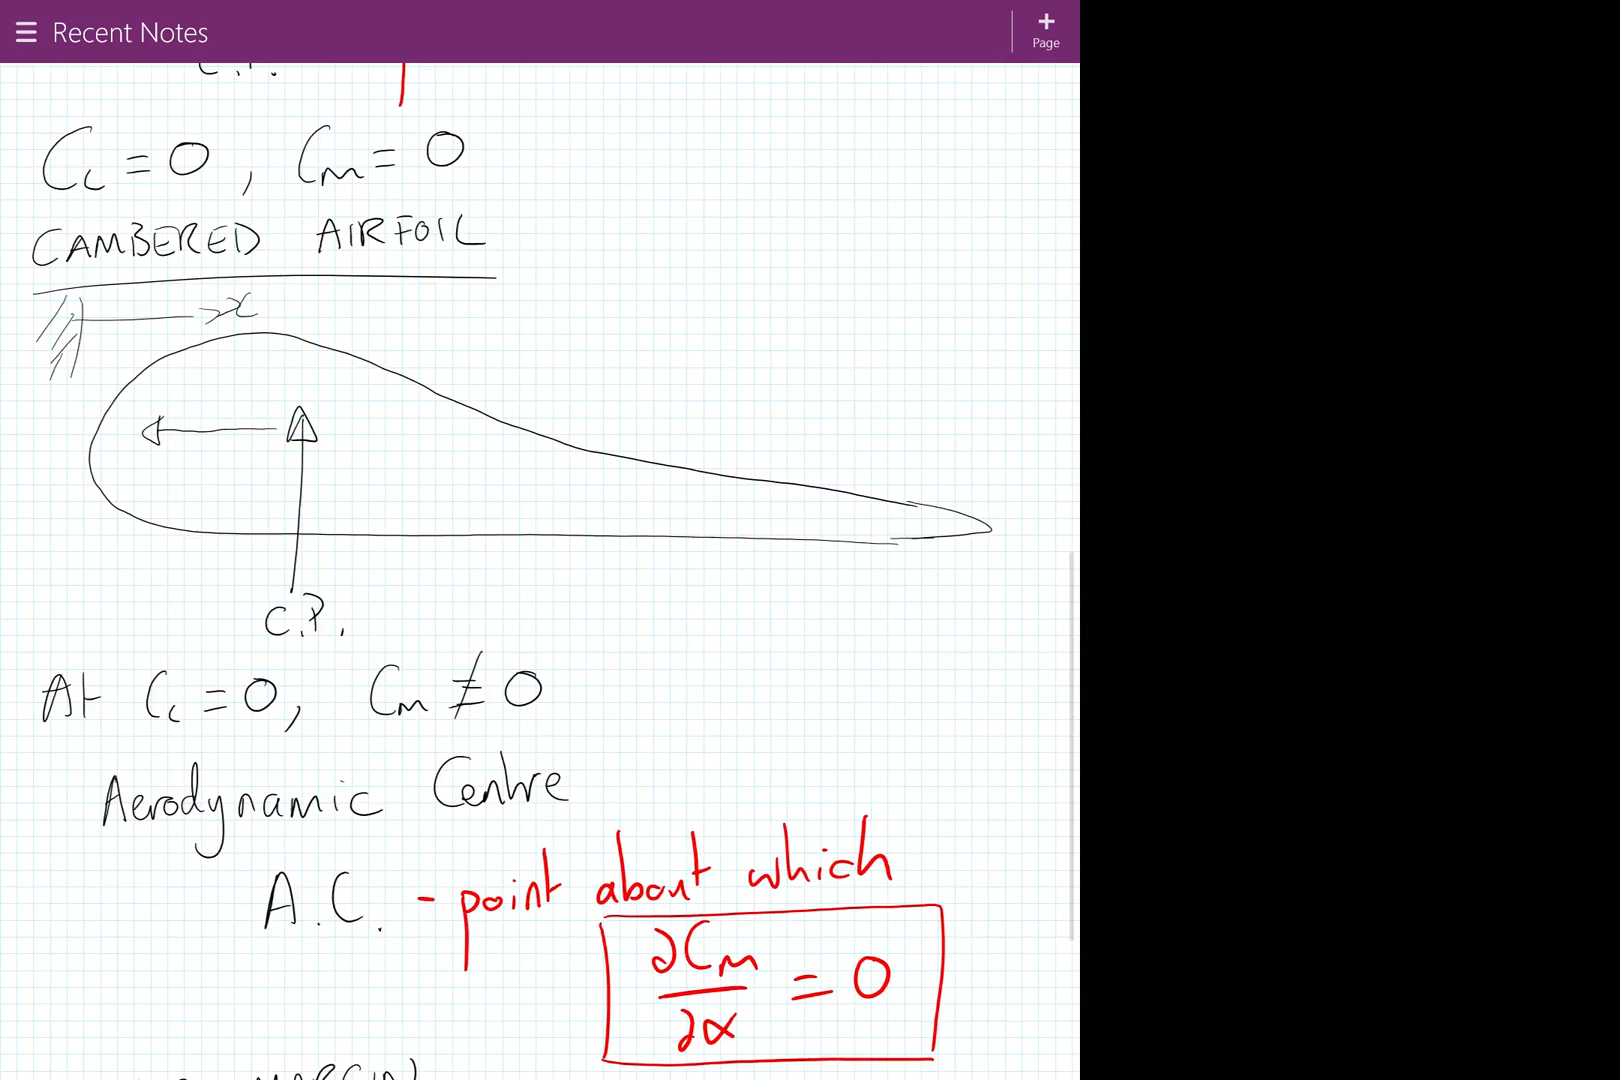 Recent Notes
+
Page
C.P.
C_L = 0, C_M = 0
CAMBERED AIRFOIL
x
C.P.
At C_L = 0, C_M ≠ 0
Aerodynamic Centre
A.C. - point about which
∂C_M/∂α = 0
MARGIN